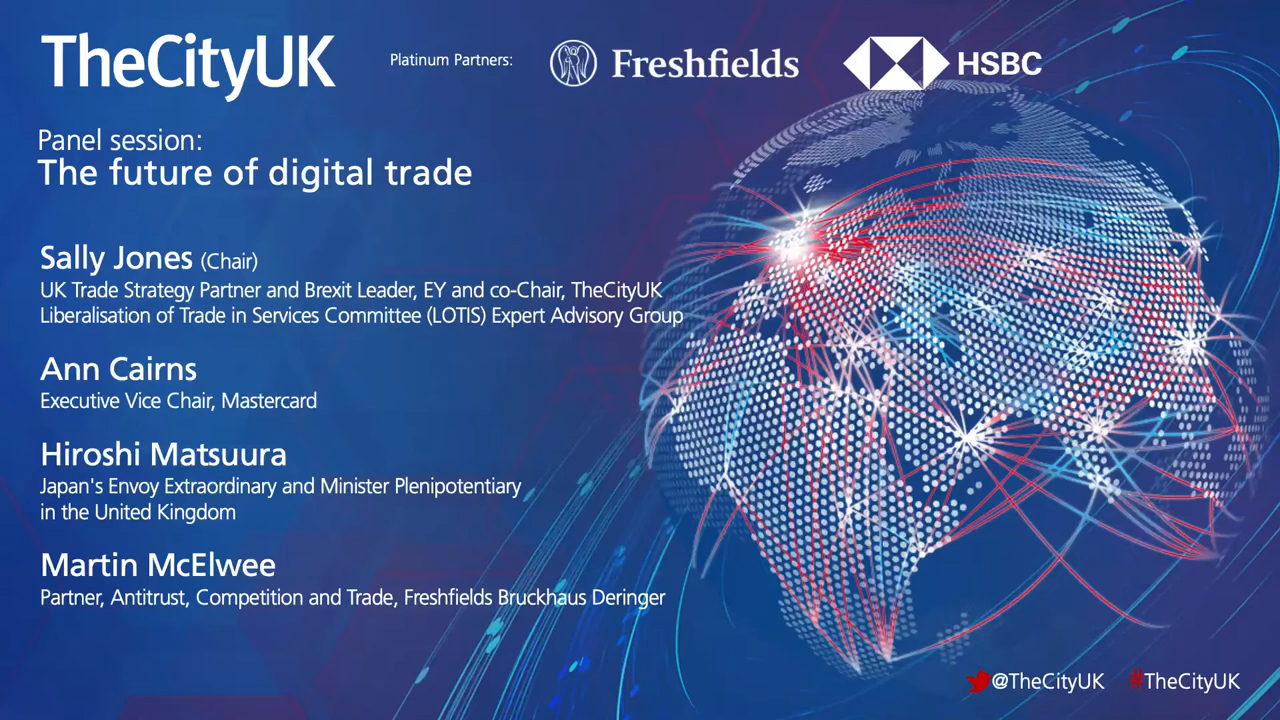 TheCityUK
Platinum Partners:
Freshfields
HSBC
Panel session:
The future of digital trade
Sally Jones (Chair)
UK Trade Strategy Partner and Brexit Leader, EY and co-Chair, TheCityUK
Liberalisation of Trade in Services Committee (LOTIS) Expert Advisory Group
Ann Cairns
Executive Vice Chair, Mastercard
Hiroshi Matsuura
Japan's Envoy Extraordinary and Minister Plenipotentiary
in the United Kingdom
Martin McElwee
Partner, Antitrust, Competition and Trade, Freshfields Bruckhaus Deringer
@TheCityUK #TheCityUK